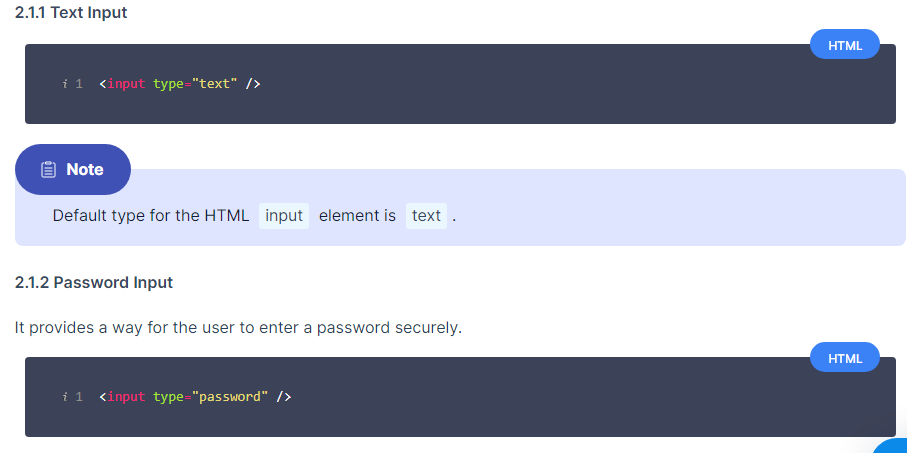 2.1.1 Text Input
HTML
i 1 <input type="text" />
Note
Default type for the HTML input element is text .
2.1.2 Password Input
It provides a way for the user to enter a password securely.
HTML
i 1 <input type="password" />